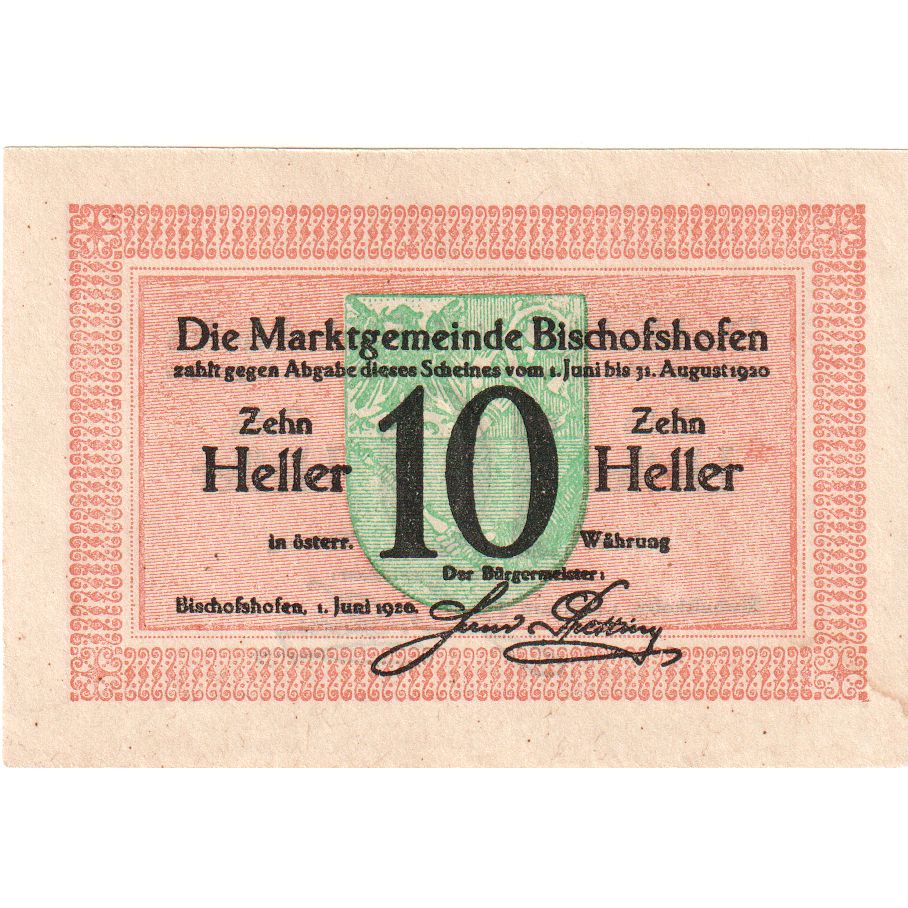 Die Marktgemeinde Bischofshofen
zahlt gegen Abgabe dieses Scheines vom 1. Juni bis 31. August 1920
Zehn Heller 10 Zehn Heller
in österr. Währung
Der Bürgermeister:
Bischofshofen, 1. Juni 1920.